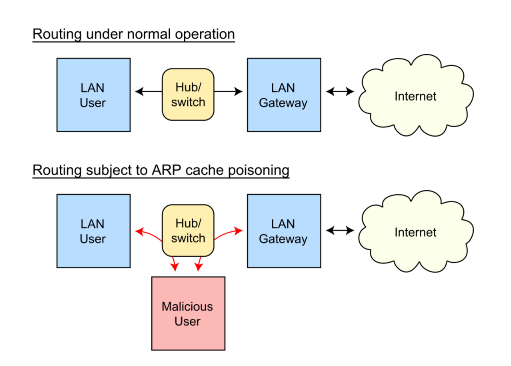 Routing under normal operation
LAN
User
Hub/
switch
LAN
Gateway
Internet
Routing subject to ARP cache poisoning
LAN
User
Hub/
switch
LAN
Gateway
Internet
Malicious
User